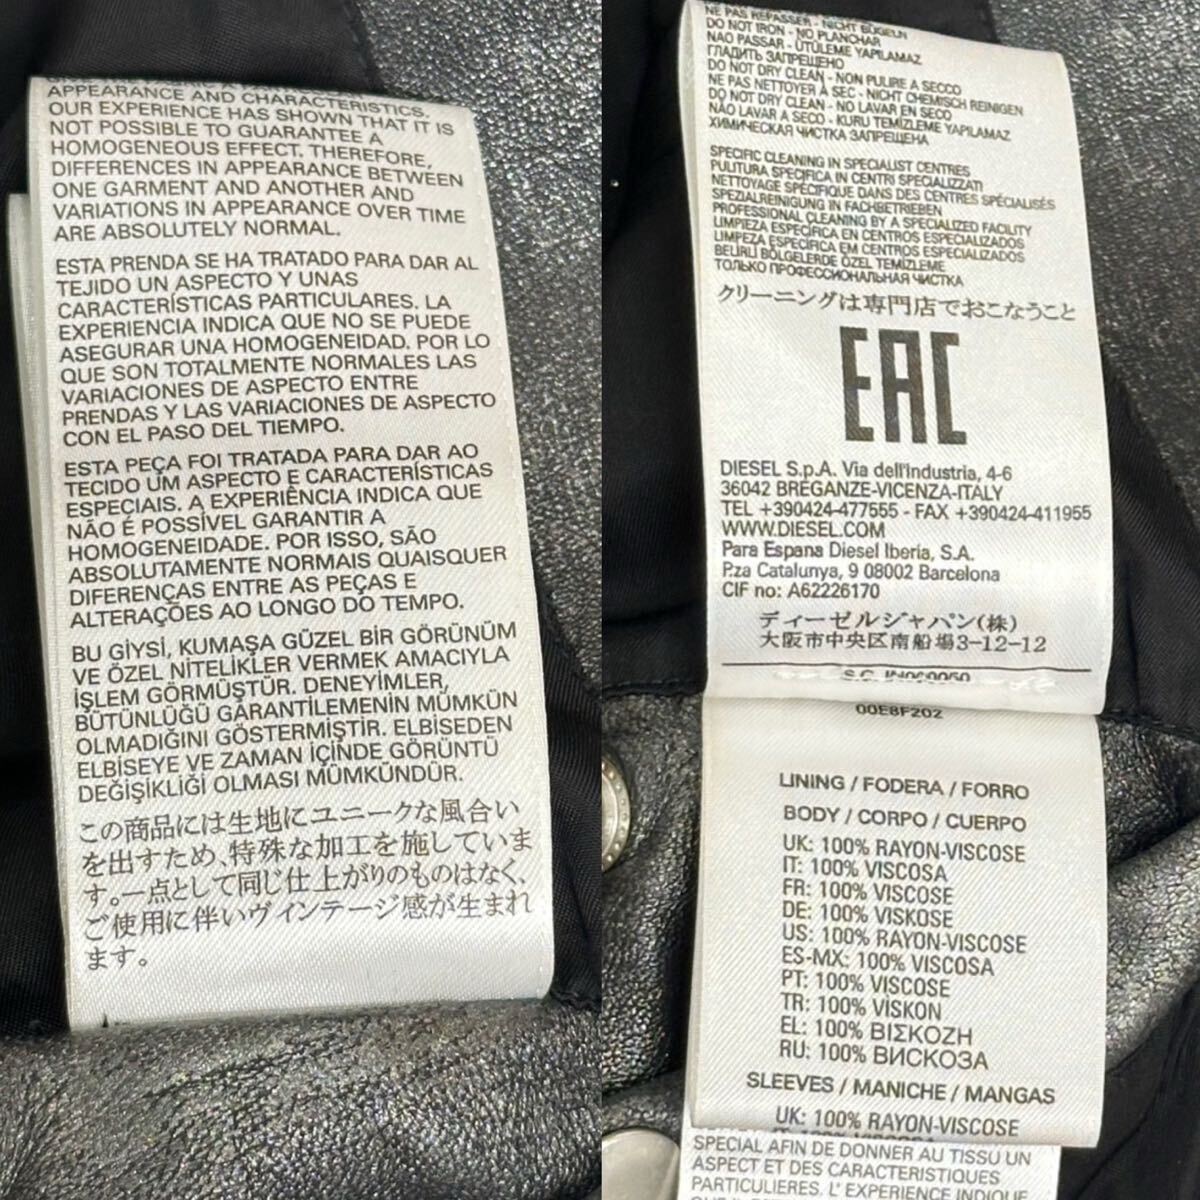 APPEARANCE AND CHARACTERISTICS.
OUR EXPERIENCE HAS SHOWN THAT IT IS
NOT POSSIBLE TO GUARANTEE A
HOMOGENEOUS EFFECT. THEREFORE,
DIFFERENCES IN APPEARANCE BETWEEN
ONE GARMENT AND ANOTHER AND
VARIATIONS IN APPEARANCE OVER TIME
ARE ABSOLUTELY NORMAL.
ESTA PRENDA SE HA TRATADO PARA DAR AL
TEJIDO UN ASPECTO Y UNAS
CARACTERÍSTICAS PARTICULARES. LA
EXPERIENCIA INDICA QUE NO SE PUEDE
ASEGURAR UNA HOMOGENEIDAD. POR LO
QUE SON TOTALMENTE NORMALES LAS
VARIACIONES DE ASPECTO ENTRE
PRENDAS Y LAS VARIACIONES DE ASPECTO
CON EL PASO DEL TIEMPO.
ESTA PEÇA FOI TRATADA PARA DAR AO
TECIDO UM ASPECTO E CARACTERÍSTICAS
ESPECIAIS. A EXPERIÊNCIA INDICA QUE
NÃO É POSSÍVEL GARANTIR A
HOMOGENEIDADE. POR ISSO, SÃO
ABSOLUTAMENTE NORMAIS QUAISQUER
DIFERENÇAS ENTRE AS PEÇAS E
ALTERAÇÕES AO LONGO DO TEMPO.
BU GİYSİ, KUMAŞA GÜZEL BİR GÖRÜNÜM
VE ÖZEL NİTELİKLER VERMEK AMACIYLA
İŞLEM GÖRMÜŞTÜR. DENEYİMLER,
BÜTÜNLÜĞÜ GARANTİLEMENİN MÜMKÜN
OLMADIĞINI GÖSTERMİŞTİR. ELBİSEDEN
ELBİSEYE VE ZAMAN İÇİNDE GÖRÜNTÜ
DEĞİŞİKLİĞİ OLMASI MÜMKÜNDÜR.
この商品には生地にユニークな風合い
を出すため、特殊な加工を施していま
す。一点として同じ仕上がりのものはなく、
ご使用に伴いヴィンテージ感が生まれ
ます。
NE PAS REPASSER - NICHT BÜGELN
DO NOT IRON - NO PLANCHAR
NÃO PASSAR - ÜTÜLEME YAPILAMAZ
ГЛАДИТЬ ЗАПРЕЩЕНО
DO NOT DRY CLEAN - NON PULIRE A SECCO
NE PAS NETTOYER A SEC - NICHT CHEMISCH REINIGEN
DO NOT DRY CLEAN - NO LAVAR EN SECO
NÃO LAVAR A SECO - KURU TEMİZLEME YAPILAMAZ
ХИМИЧЕСКАЯ ЧИСТКА ЗАПРЕЩЕНА
SPECIFIC CLEANING IN SPECIALIST CENTRES
PULITURA SPECIFICA IN CENTRI SPECIALIZZATI
NETTOYAGE SPÉCIFIQUE DANS DES CENTRES SPÉCIALISÉS
SPEZIALREINIGUNG IN FACHBETRIEBEN
PROFESSIONAL CLEANING BY A SPECIALIZED FACILITY
LIMPIEZA ESPECÍFICA EN CENTROS ESPECIALIZADOS
LIMPEZA ESPECÍFICA EM CENTROS ESPECIALIZADOS
BELIRLI BÖLGELERDE ÖZEL TEMİZLEME
ТОЛЬКО ПРОФЕССИОНАЛЬНАЯ ЧИСТКА
クリーニングは専門店でおこなうこと
EAC
DIESEL S.p.A. Via dell'Industria, 4-6
36042 BREGANZE-VICENZA-ITALY
TEL +390424-477555 - FAX +390424-411955
WWW.DIESEL.COM
Para Espana Diesel Iberia, S.A.
P.za Catalunya, 9 08002 Barcelona
CIF no: A62226170
ディーゼルジャパン(株)
大阪市中央区南船場3-12-12
00E8F202
LINING / FODERA / FORRO
BODY / CORPO / CUERPO
UK: 100% RAYON-VISCOSE
IT: 100% VISCOSA
FR: 100% VISCOSE
DE: 100% VISKOSE
US: 100% RAYON-VISCOSE
ES-MX: 100% VISCOSA
PT: 100% VISCOSE
TR: 100% VİSKON
EL: 100% ΒΙΣΚΟΖΗ
RU: 100% ВИСКОЗА
SLEEVES / MANICHE / MANGAS
UK: 100% RAYON-VISCOSE
SPECIAL AFIN DE DONNER AU TISSU UN
ASPECT ET DES CARACTERISTIQUES
PARTICULIERES. L'EXPERIENCE INDIQUE